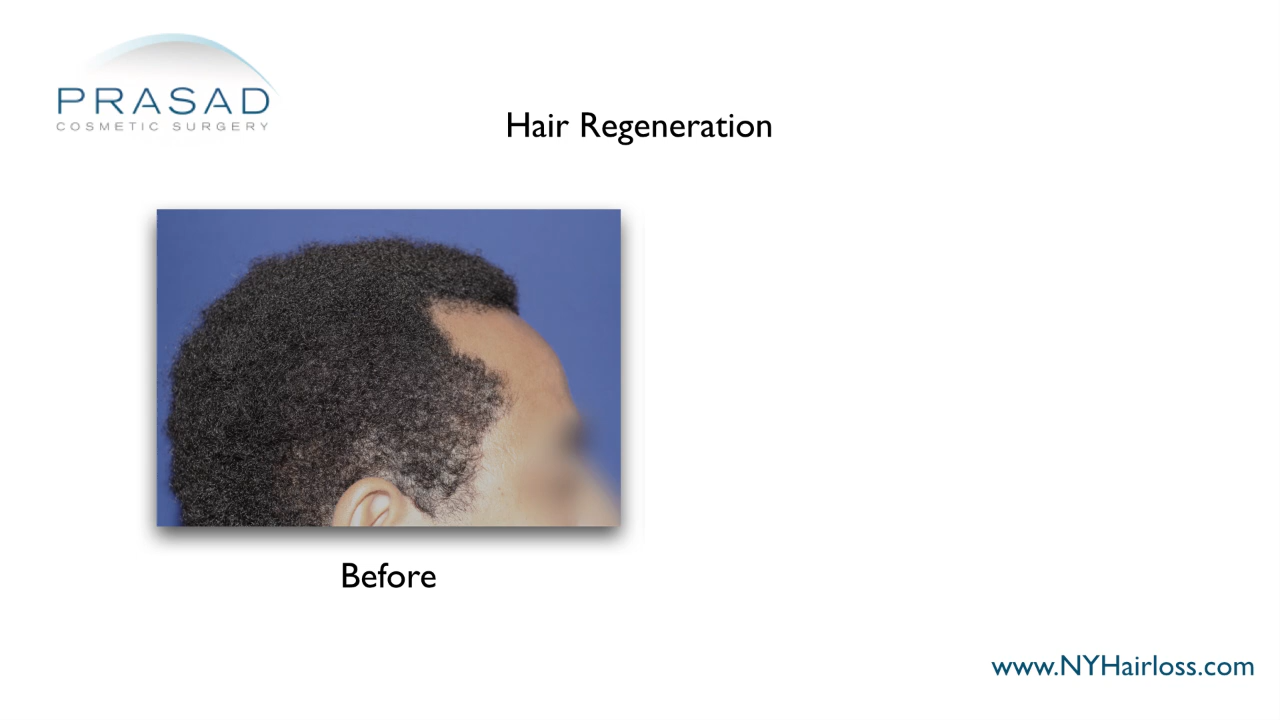 PRASAD
COSMETIC SURGERY
Hair Regeneration
Before
www.NYHairloss.com